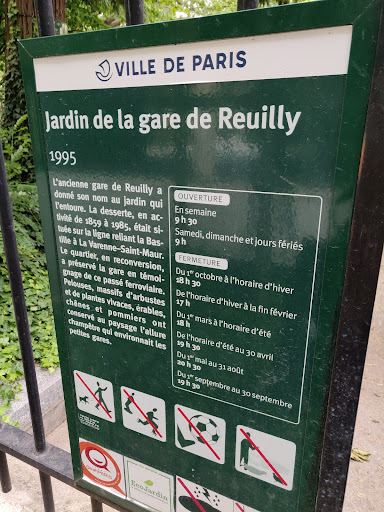 VILLE DE PARIS
Jardin de la gare de Reuilly
1995
L'ancienne gare de Reuilly a
donné son nom au jardin qui
l'entoure. La desserte, en ac-
tivité de 1859 à 1985, était si-
tuée sur la ligne reliant la Bas-
tille à la Varenne-Saint-Maur.
Le quartier, en reconversion,
a préservé la gare en témoi-
gnage de ce passé ferroviaire.
Pelouses, massifs d'arbustes
et de plantes vivaces, érables,
chênes et pommiers ont
conservé au paysage l'allure
champêtre qui environnait les
petites gares.
OUVERTURE
En semaine
9 h 30
Samedi, dimanche et jours fériés
9 h
FERMETURE
Du 1er octobre à l'horaire d'hiver
18 h 30
De l'horaire d'hiver à la fin février
17 h
Du 1er mars à l'horaire d'été
18 h
De l'horaire d'été au 30 avril
19 h 30
Du 1er mai au 31 août
20 h 30
Du 1er septembre au 30 septembre
19 h 30
EcoJardin